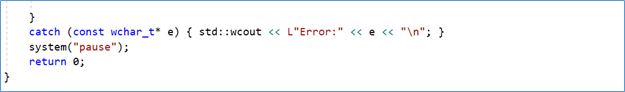 }
catch (const wchar_t* e) { std::wcout << L"Error:" << e << "\n"; }
system("pause");
return 0;
}